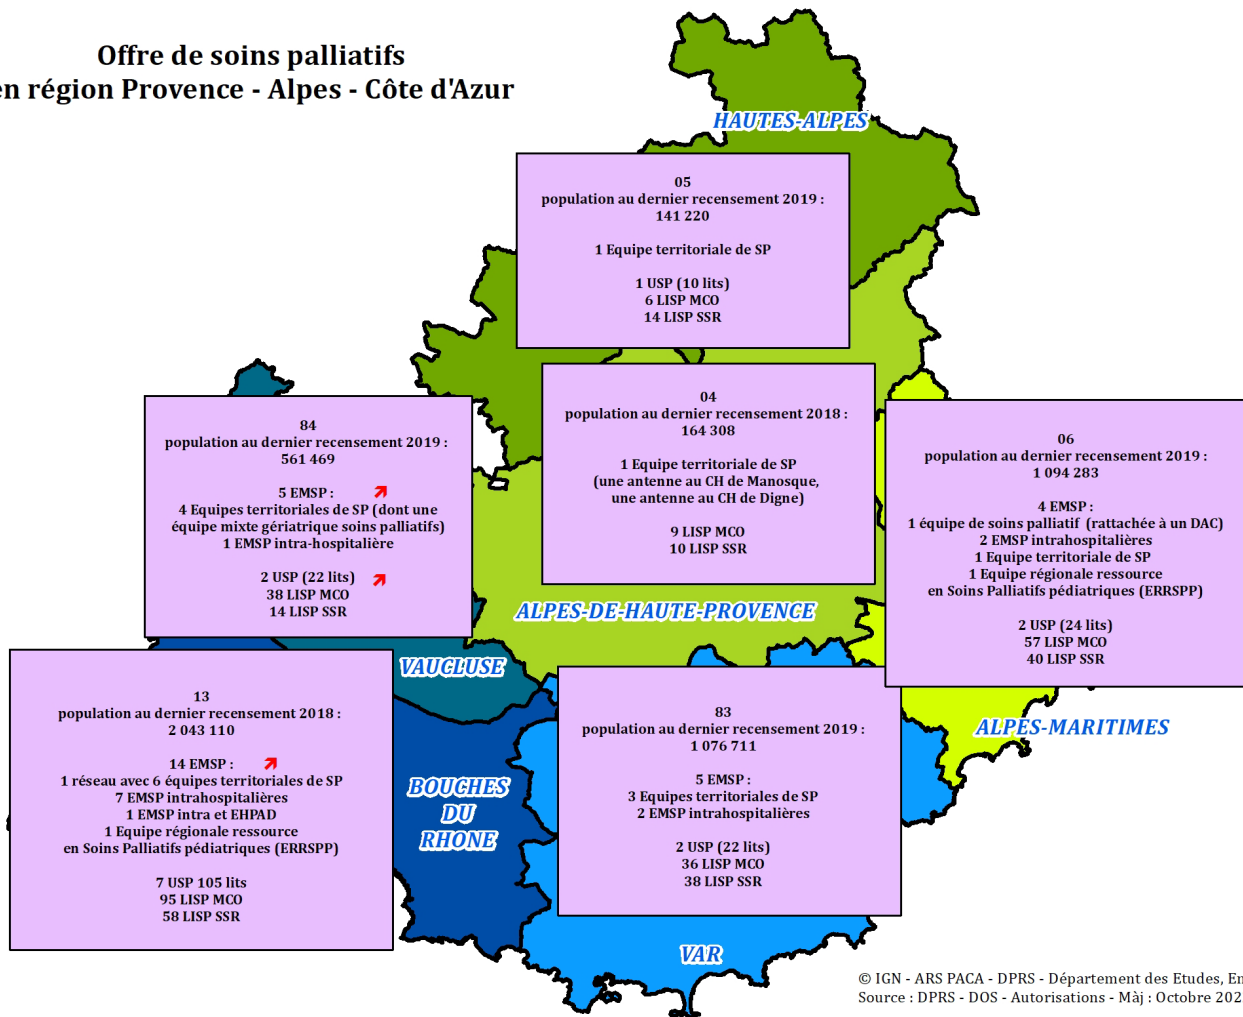 Offre de soins palliatifs
en région Provence - Alpes - Côte d'Azur
HAUTES-ALPES
05
population au dernier recensement 2019 :
141 220
1 Equipe territoriale de SP
1 USP (10 lits)
6 LISP MCO
14 LISP SSR
04
population au dernier recensement 2018 :
164 308
1 Equipe territoriale de SP
(une antenne au CH de Manosque,
une antenne au CH de Digne)
9 LISP MCO
10 LISP SSR
84
population au dernier recensement 2019 :
561 469
5 EMSP :
4 Equipes territoriales de SP (dont une
équipe mixte gériatrique soins palliatifs)
1 EMSP intra-hospitalière
2 USP (22 lits)
38 LISP MCO
14 LISP SSR
06
population au dernier recensement 2019 :
1 094 283
4 EMSP :
1 équipe de soins palliatif (rattachée à un DAC)
2 EMSP intrahospitalières
1 Equipe territoriale de SP
1 Equipe régionale ressource
en Soins Palliatifs pédiatriques (ERRSPP)
2 USP (24 lits)
57 LISP MCO
40 LISP SSR
ALPES-DE-HAUTE-PROVENCE
VAUCLUSE
13
population au dernier recensement 2018 :
2 043 110
14 EMSP :
1 réseau avec 6 équipes territoriales de SP
7 EMSP intrahospitalières
1 EMSP intra et EHPAD
1 Equipe régionale ressource
en Soins Palliatifs pédiatriques (ERRSPP)
7 USP 105 lits
95 LISP MCO
58 LISP SSR
BOUCHES
DU
RHONE
83
population au dernier recensement 2019 :
1 076 711
5 EMSP :
3 Equipes territoriales de SP
2 EMSP intrahospitalières
2 USP (22 lits)
36 LISP MCO
38 LISP SSR
ALPES-MARITIMES
VAR
© IGN - ARS PACA - DPRS - Département des Etudes, En
Source : DPRS - DOS - Autorisations - Màj : Octobre 202